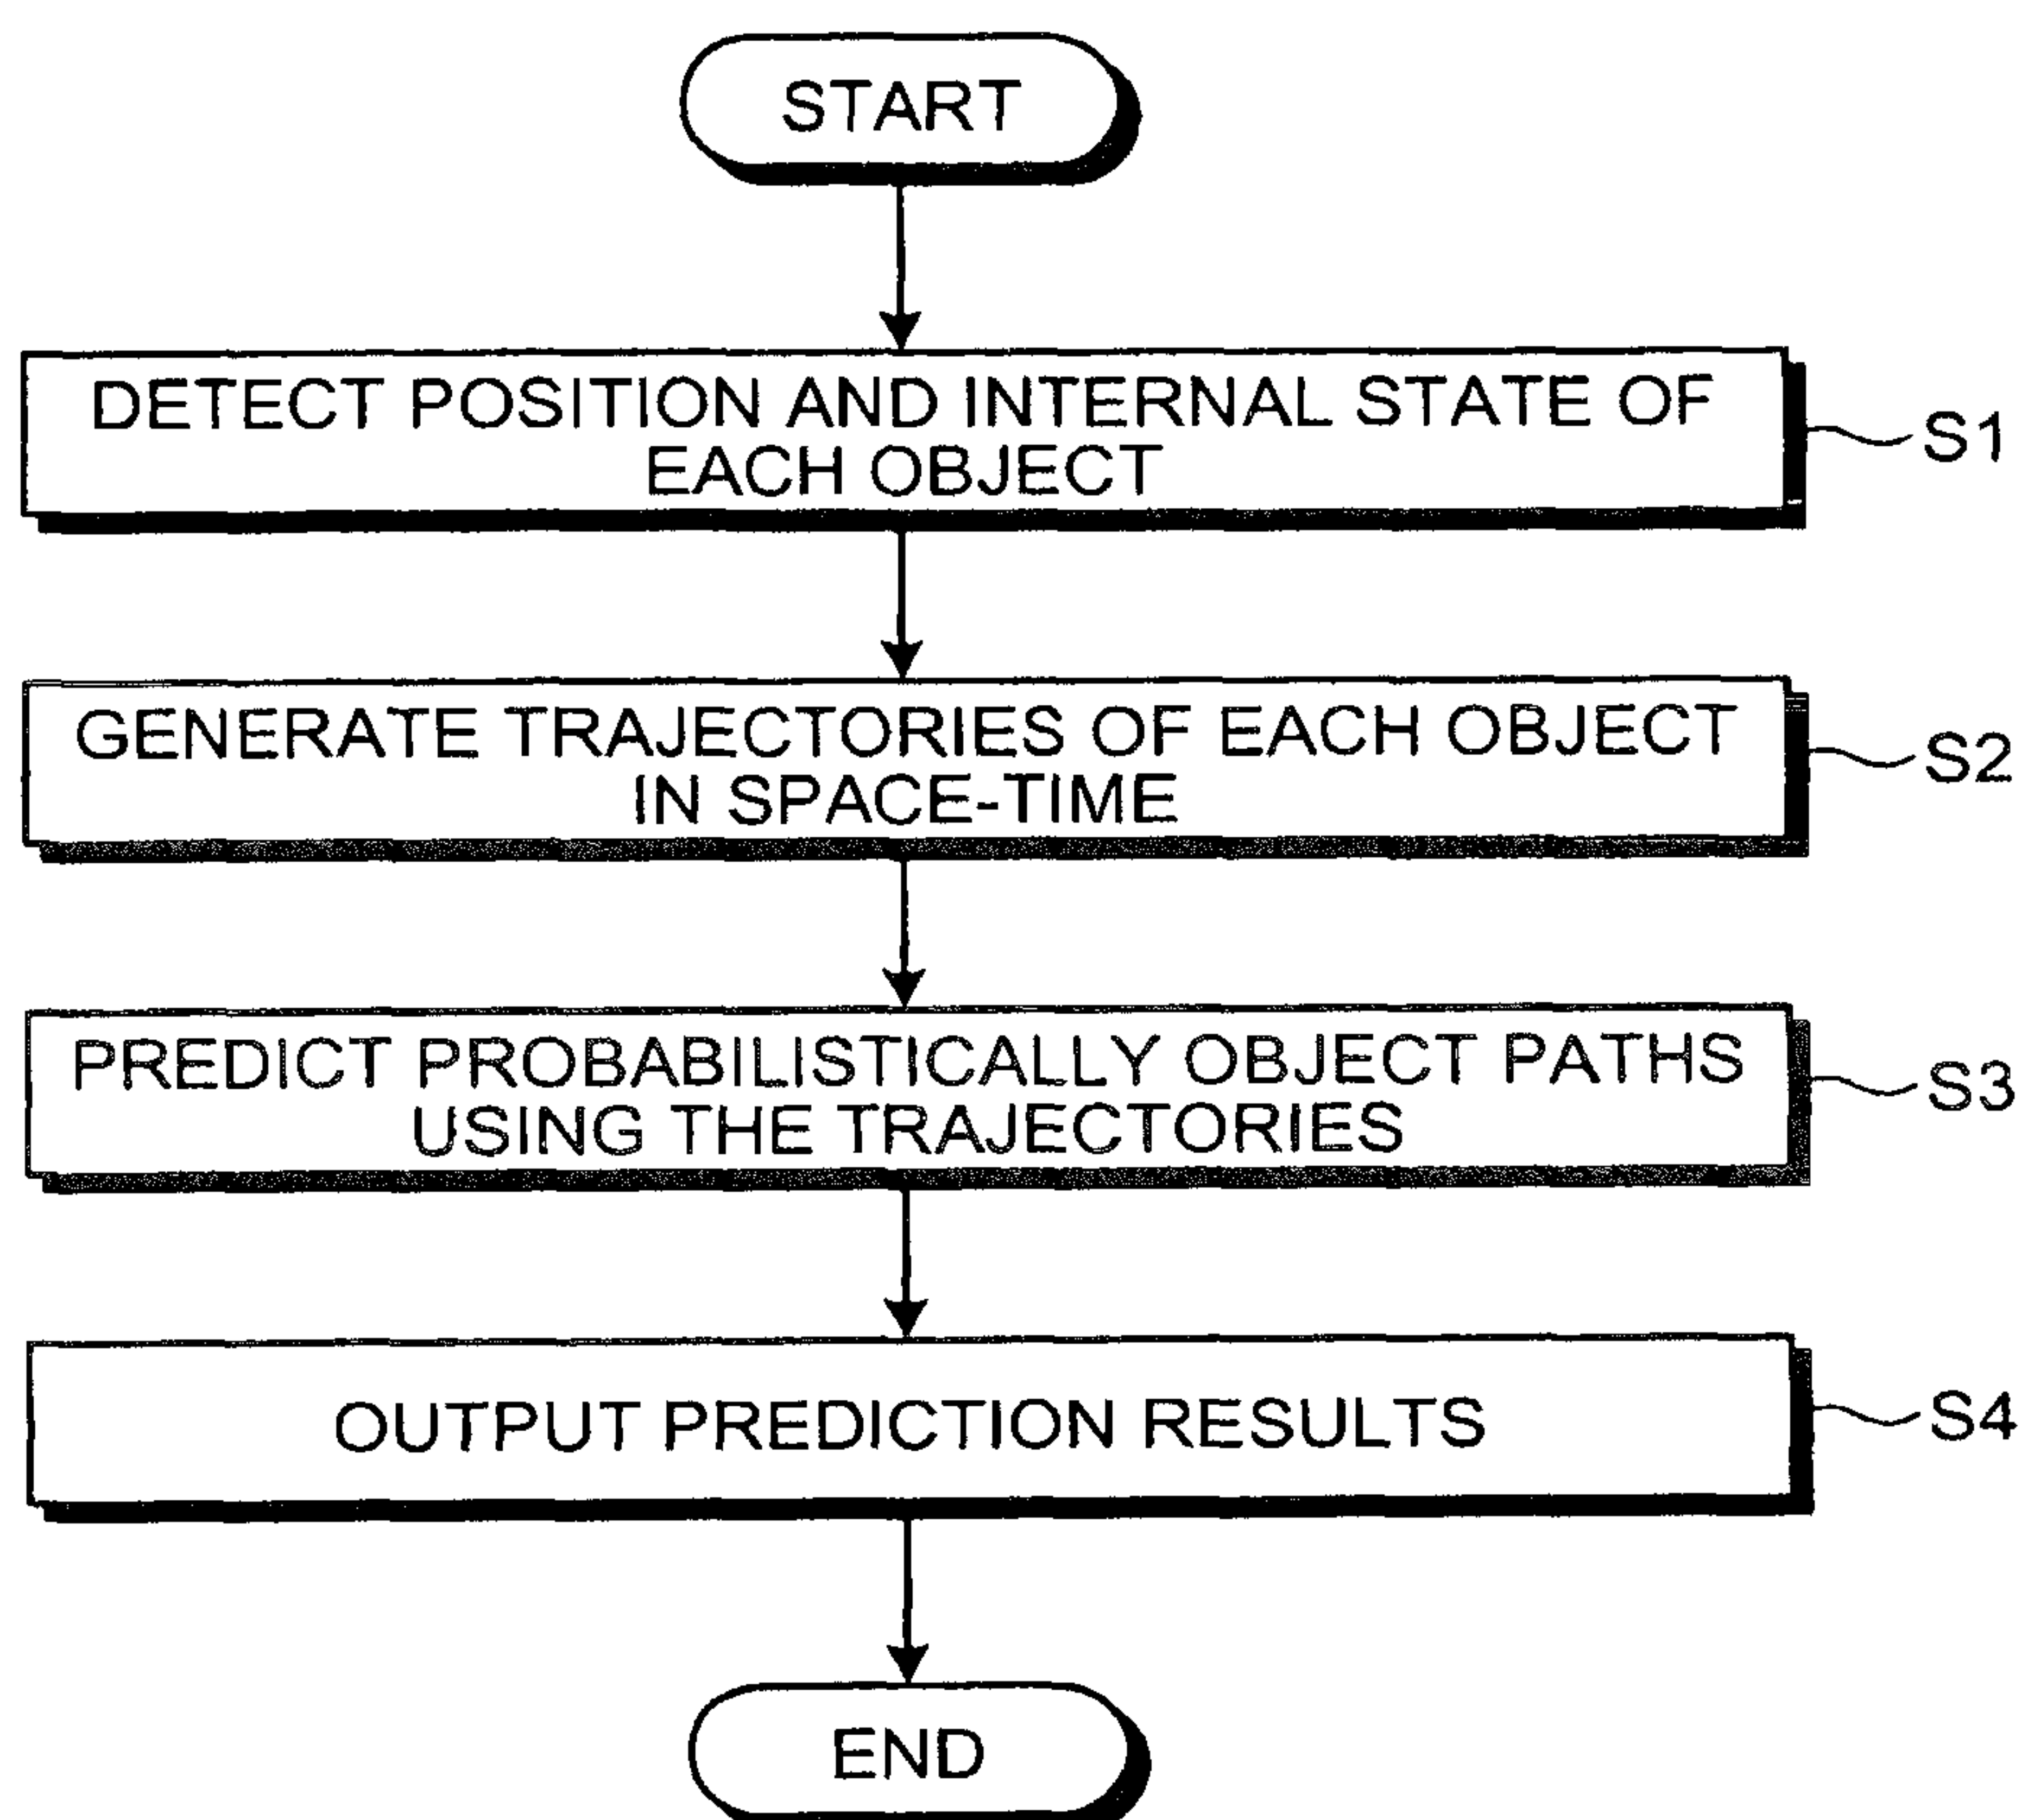 START
DETECT POSITION AND INTERNAL STATE OF
EACH OBJECT
S1
GENERATE TRAJECTORIES OF EACH OBJECT
IN SPACE-TIME
S2
PREDICT PROBABILISTICALLY OBJECT PATHS
USING THE TRAJECTORIES
S3
OUTPUT PREDICTION RESULTS
S4
END